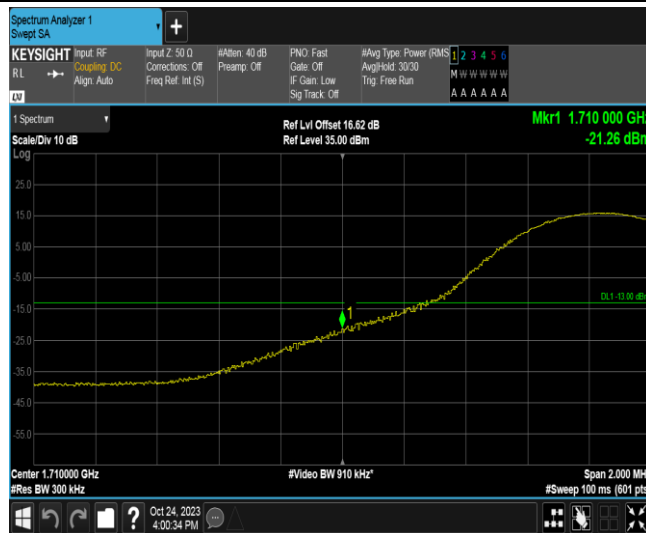 Spectrum Analyzer 1
Swept SA
KEYSIGHT
RL
LXI
Input: RF
Coupling: DC
Align: Auto
Input Z: 50 Ω
Corrections: Off
Freq Ref: Int (S)
#Atten: 40 dB
Preamp: Off
PNO: Fast
Gate: Off
IF Gain: Low
Sig Track: Off
#Avg Type: Power (RMS
Avg|Hold: 30/30
Trig: Free Run
1 2 3 4 5 6
M W W W W W
A A A A A A
1 Spectrum
Scale/Div 10 dB
Ref Lvl Offset 16.62 dB
Ref Level 35.00 dBm
Mkr1 1.710 000 GHz
-21.26 dBm
Log
25.0
15.0
5.00
-5.00
DL1 -13.00 dBm
-15.0
1
-25.0
-35.0
-45.0
-55.0
Center 1.710000 GHz
#Video BW 910 kHz*
Span 2.000 MH
#Res BW 300 kHz
#Sweep 100 ms (601 pts
?
Oct 24, 2023
4:00:34 PM